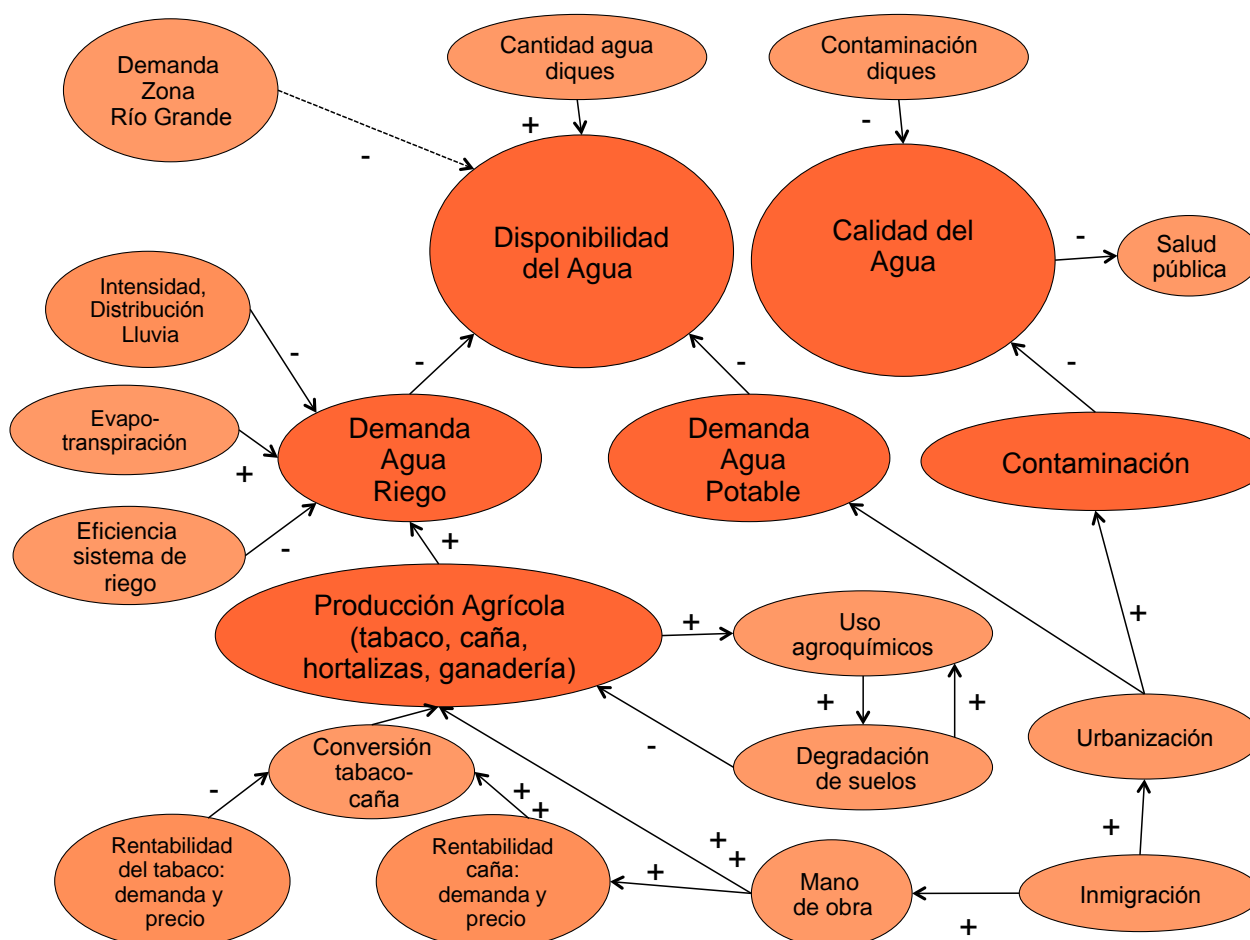 Demanda
Zona
Río Grande
Cantidad agua
diques
Contaminación
diques
-
+
-
Disponibilidad
del Agua
Calidad del
Agua
-
Salud
pública
Intensidad,
Distribución
Lluvia
-
-
-
-
Evapo-
transpiración
+
Demanda
Agua
Riego
Demanda
Agua
Potable
Contaminación
Eficiencia
sistema de
riego
-
+
Producción Agrícola
(tabaco, caña,
hortalizas, ganadería)
+
Uso
agroquímicos
+
+
+
-
Degradación
de suelos
Urbanización
Conversión
tabaco-
caña
-
+
+
+
+
+
Rentabilidad
del tabaco:
demanda y
precio
Rentabilidad
caña:
demanda y
precio
+
Mano
de obra
+
Inmigración